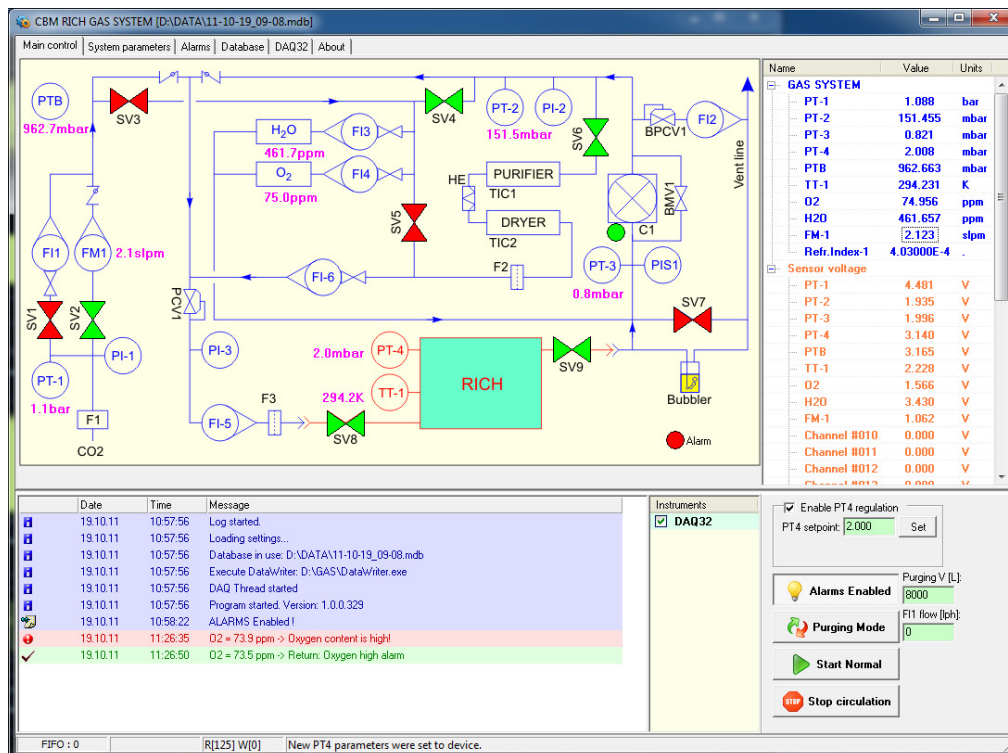 CBM RICH GAS SYSTEM [D:\DATA\11-10-19_09-08.mdb]
Main control System parameters Alarms Database DAQ32 About
PTB
962.7mbar
SV3
H2O
461.7ppm
FI3
O2
75.0ppm
FI4
SV4
PT-2
151.5mbar
PI-2
SV6
BPCV1
FI2
Vent line
HE
PURIFIER
TIC1
DRYER
TIC2
C1
BMV1
SV5
F2
FI-6
PT-3
0.8mbar
PIS1
FI1
FM1
2.1slpm
SV1
SV2
PI-1
PT-1
1.1bar
F1
CO2
PCV1
PI-3
FI-5
F3
SV8
2.0mbar
PT-4
294.2K
TT-1
RICH
SV9
SV7
Bubbler
Alarm
Name Value Units
GAS SYSTEM
PT-1 1.088 bar
PT-2 151.455 mbar
PT-3 0.821 mbar
PT-4 2.008 mbar
PTB 962.663 mbar
TT-1 294.231 K
O2 74.956 ppm
H2O 461.657 ppm
FM-1 2.123 slpm
Refr.Index-1 4.03000E-4 .
Sensor voltage
PT-1 4.481 V
PT-2 1.935 V
PT-3 1.996 V
PT-4 3.140 V
PTB 3.165 V
TT-1 2.228 V
O2 1.566 V
H2O 3.430 V
FM-1 1.062 V
Channel #010 0.000 V
Channel #011 0.000 V
Channel #012 0.000 V
Date Time Message
19.10.11 10:57:56 Log started.
19.10.11 10:57:56 Loading settings...
19.10.11 10:57:56 Database in use: D:\DATA\11-10-19_09-08.mdb
19.10.11 10:57:56 Execute DataWriter: D:\GAS\DataWriter.exe
19.10.11 10:57:56 DAQ Thread started
19.10.11 10:57:56 Program started. Version: 1.0.0.329
19.10.11 10:58:22 ALARMS Enabled !
19.10.11 11:26:35 O2 = 73.9 ppm -> Oxygen content is high!
19.10.11 11:26:50 O2 = 73.5 ppm -> Return: Oxygen high alarm
Instruments
DAQ32
Enable PT4 regulation
PT4 setpoint: 2.000 Set
Alarms Enabled
Purging V [L]:
8000
Purging Mode
FI1 flow [lph]:
0
Start Normal
STOP Stop circulation
FIFO : 0 R[125] W[0] New PT4 parameters were set to device.